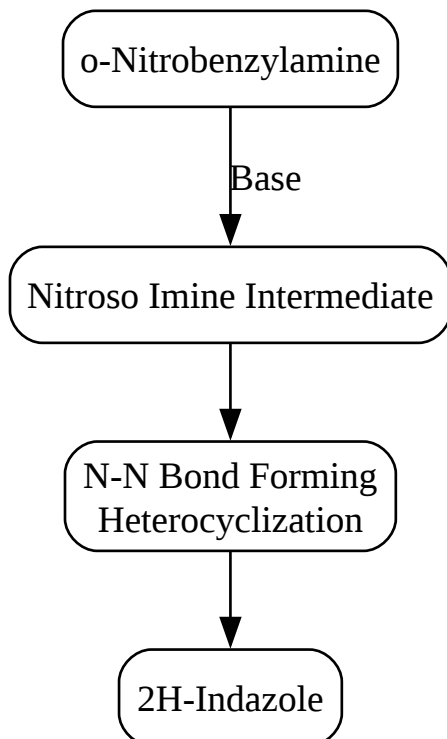 o-Nitrobenzylamine
Base
Nitroso Imine Intermediate
N-N Bond Forming
Heterocyclization
2H-Indazole